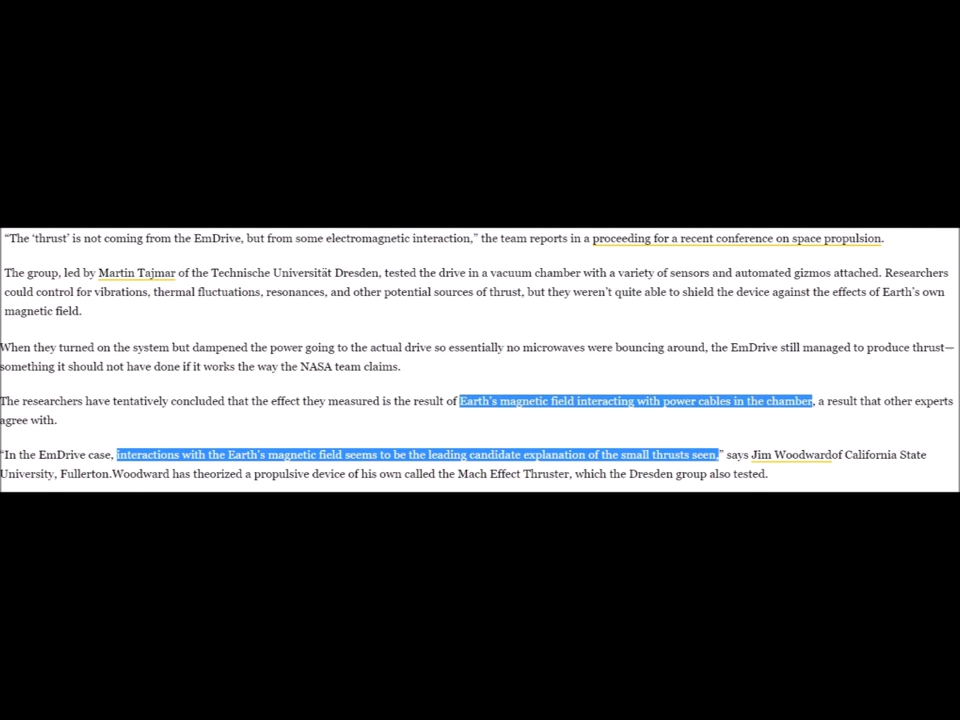 “The ‘thrust’ is not coming from the EmDrive, but from some electromagnetic interaction,” the team reports in a proceeding for a recent conference on space propulsion.
The group, led by Martin Tajmar of the Technische Universität Dresden, tested the drive in a vacuum chamber with a variety of sensors and automated gizmos attached. Researchers
could control for vibrations, thermal fluctuations, resonances, and other potential sources of thrust, but they weren’t quite able to shield the device against the effects of Earth’s own
magnetic field.
When they turned on the system but dampened the power going to the actual drive so essentially no microwaves were bouncing around, the EmDrive still managed to produce thrust—
something it should not have done if it works the way the NASA team claims.
The researchers have tentatively concluded that the effect they measured is the result of Earth’s magnetic field interacting with power cables in the chamber, a result that other experts
agree with.
“In the EmDrive case, interactions with the Earth’s magnetic field seems to be the leading candidate explanation of the small thrusts seen,” says Jim Woodwardof California State
University, Fullerton.Woodward has theorized a propulsive device of his own called the Mach Effect Thruster, which the Dresden group also tested.